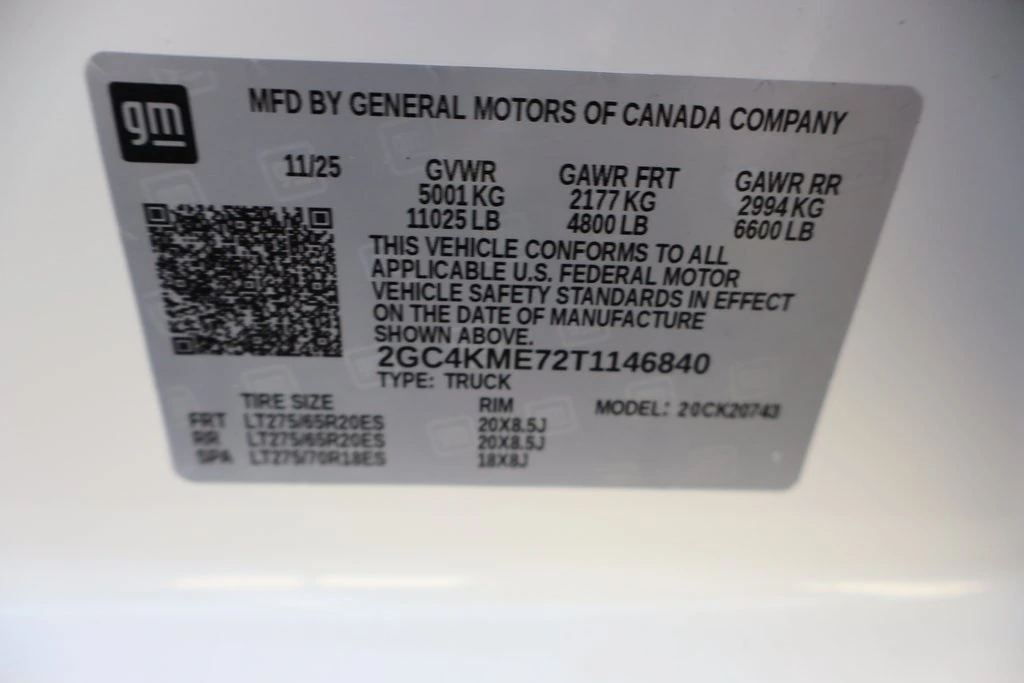 gm
MFD BY GENERAL MOTORS OF CANADA COMPANY
11/25 GVWR GAWR FRT GAWR RR
5001 KG 2177 KG 2994 KG
11025 LB 4800 LB 6600 LB
THIS VEHICLE CONFORMS TO ALL
APPLICABLE U.S. FEDERAL MOTOR
VEHICLE SAFETY STANDARDS IN EFFECT
ON THE DATE OF MANUFACTURE
SHOWN ABOVE.
2GC4KME72T1146840
TYPE: TRUCK
TIRE SIZE RIM MODEL: 20CK20743
FRT LT275/65R20ES 20X8.5J
RR LT275/65R20ES 20X8.5J
SPA LT275/70R18ES 18X8J